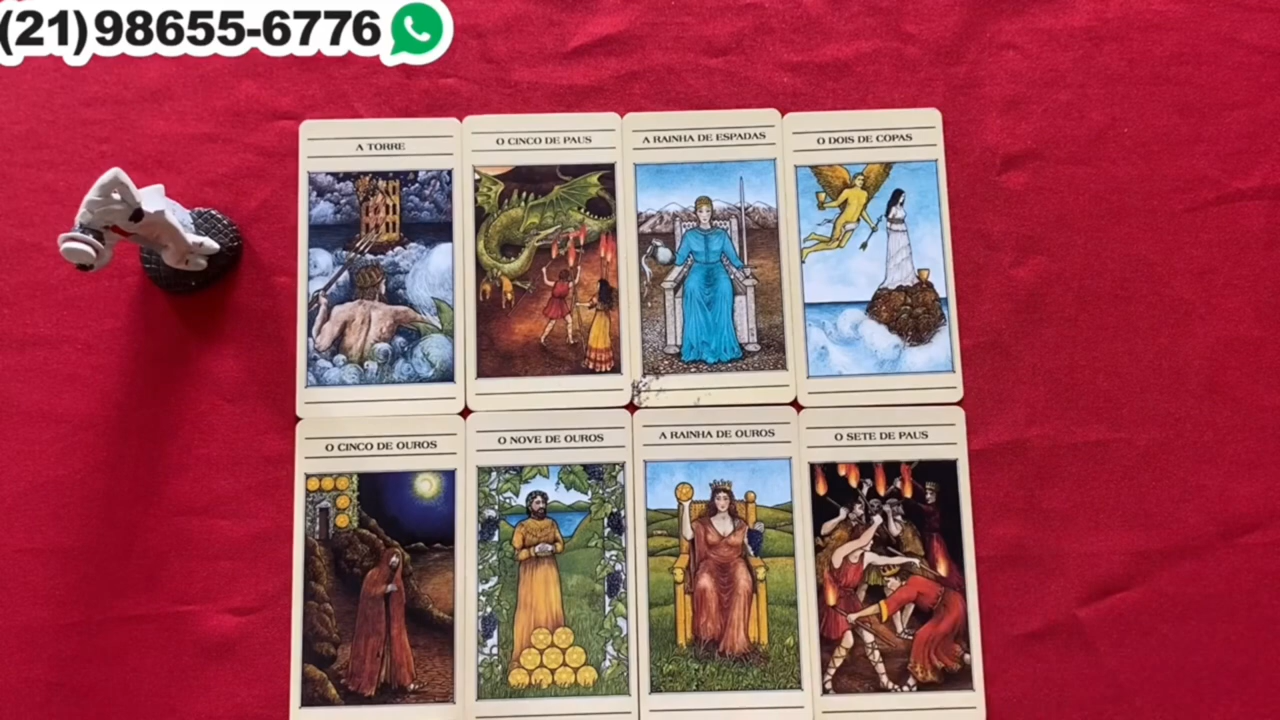 (21)98655-6776
A TORRE
O CINCO DE PAUS
A RAINHA DE ESPADAS
O DOIS DE COPAS
O CINCO DE OUROS
O NOVE DE OUROS
A RAINHA DE OUROS
O SETE DE PAUS